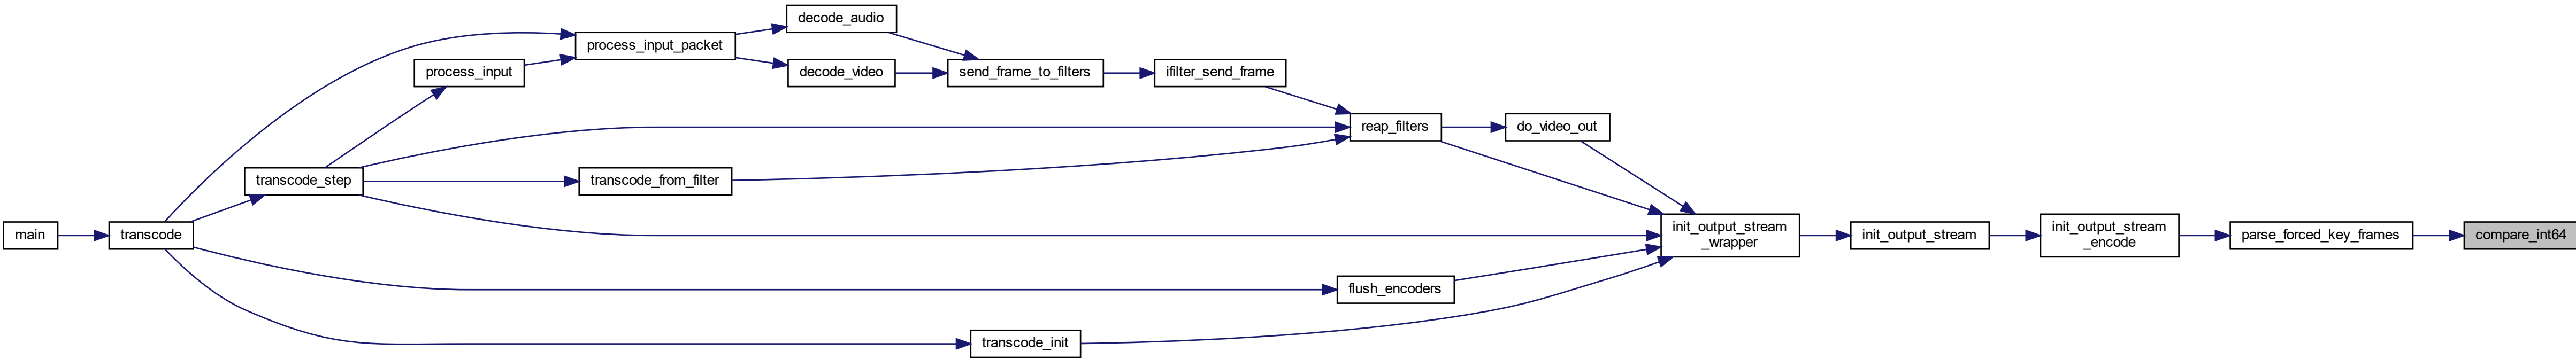 decode_audio
process_input_packet
process_input
decode_video
send_frame_to_filters
ifilter_send_frame
reap_filters
do_video_out
transcode_step
transcode_from_filter
main
transcode
init_output_stream
_wrapper
init_output_stream
init_output_stream
_encode
parse_forced_key_frames
compare_int64
flush_encoders
transcode_init